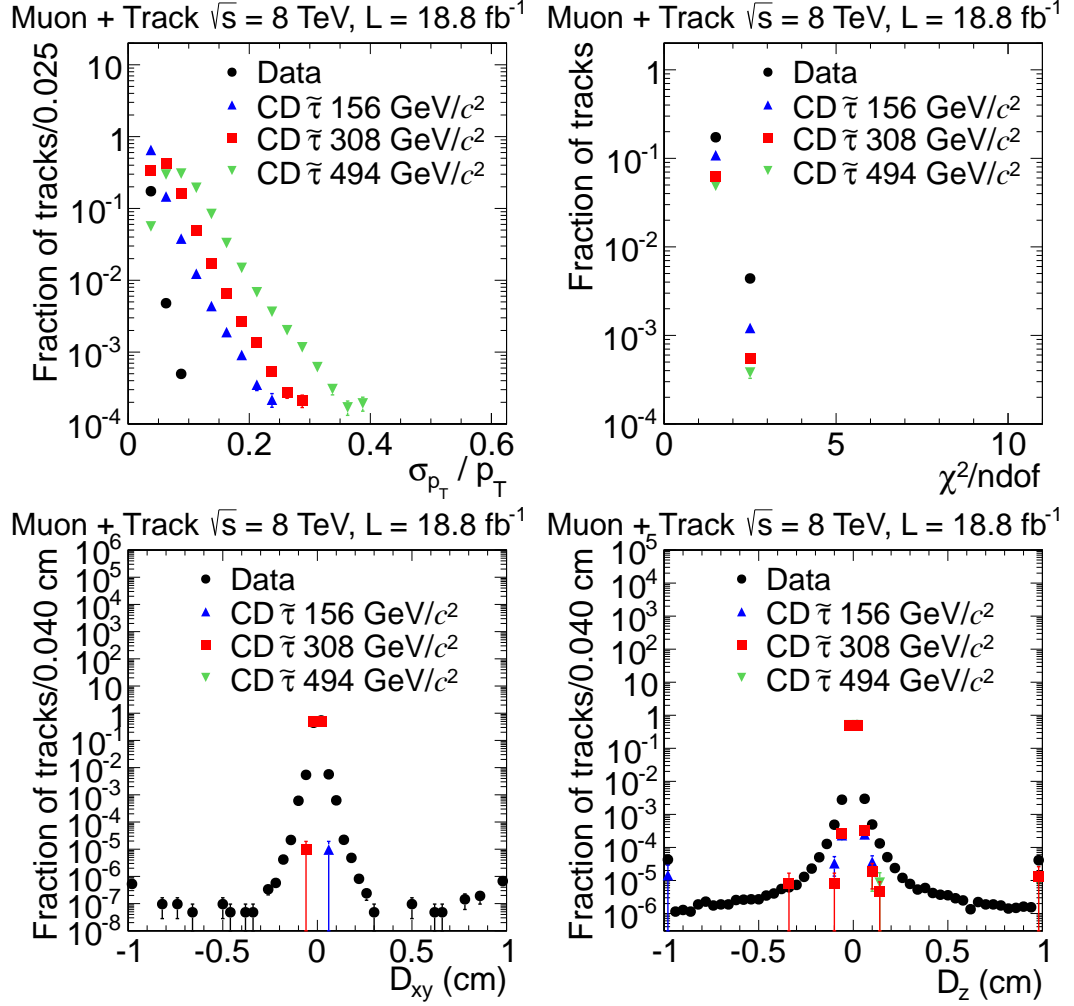 Muon + Track √s = 8 TeV, L = 18.8 fb⁻¹
Fraction of tracks/0.025
10
1
10⁻¹
10⁻²
10⁻³
10⁻⁴
Data
CD τ̃ 156 GeV/c²
CD τ̃ 308 GeV/c²
CD τ̃ 494 GeV/c²
0 0.2 0.4 0.6
σ_{p_T} / p_T
Muon + Track √s = 8 TeV, L = 18.8 fb⁻¹
Fraction of tracks
1
10⁻¹
10⁻²
10⁻³
10⁻⁴
Data
CD τ̃ 156 GeV/c²
CD τ̃ 308 GeV/c²
CD τ̃ 494 GeV/c²
0 5 10
χ²/ndof
Muon + Track √s = 8 TeV, L = 18.8 fb⁻¹
Fraction of tracks/0.040 cm
10⁶
10⁵
10⁴
10³
10²
10
1
10⁻¹
10⁻²
10⁻³
10⁻⁴
10⁻⁵
10⁻⁶
10⁻⁷
10⁻⁸
Data
CD τ̃ 156 GeV/c²
CD τ̃ 308 GeV/c²
CD τ̃ 494 GeV/c²
-1 -0.5 0 0.5 1
D_{xy} (cm)
Muon + Track √s = 8 TeV, L = 18.8 fb⁻¹
Fraction of tracks/0.040 cm
10⁵
10⁴
10³
10²
10
1
10⁻¹
10⁻²
10⁻³
10⁻⁴
10⁻⁵
10⁻⁶
Data
CD τ̃ 156 GeV/c²
CD τ̃ 308 GeV/c²
CD τ̃ 494 GeV/c²
-1 -0.5 0 0.5 1
D_z (cm)